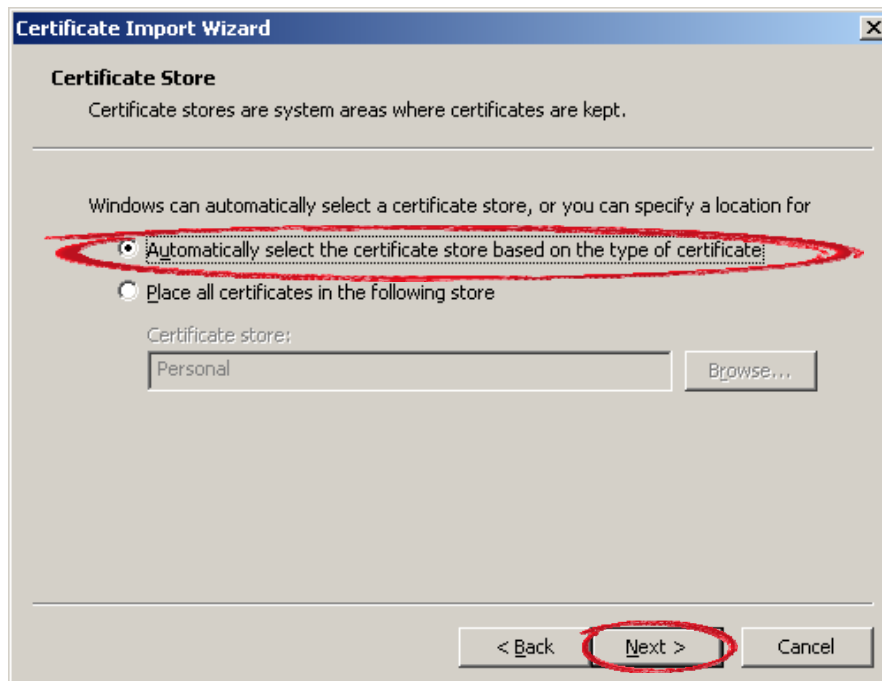 Certificate Import Wizard
Certificate Store
Certificate stores are system areas where certificates are kept.
Windows can automatically select a certificate store, or you can specify a location for
Automatically select the certificate store based on the type of certificate
Place all certificates in the following store
Certificate store:
Personal
Browse...
< Back
Next >
Cancel